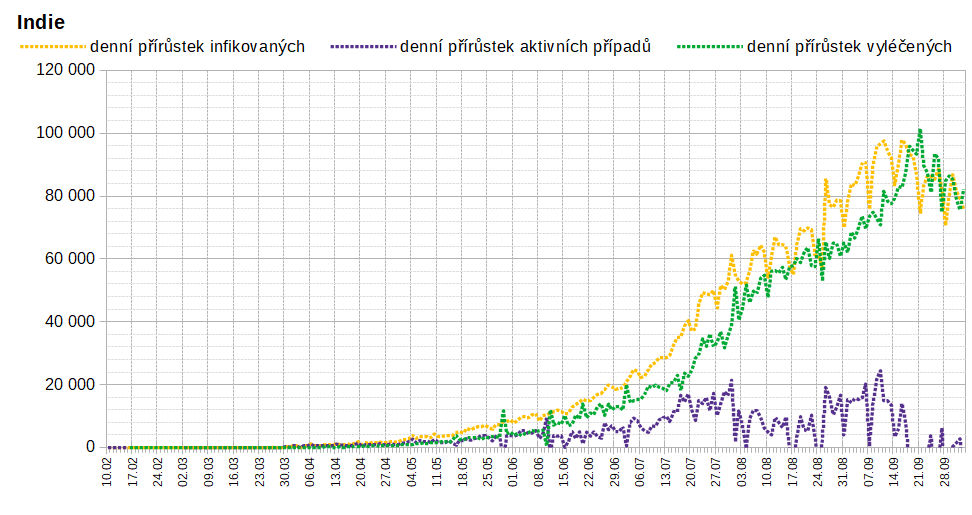 Indie
denní přírůstek infikovaných denní přírůstek aktivních případů denní přírůstek vyléčených
120 000
100 000
80 000
60 000
40 000
20 000
0
10.02 17.02 24.02 02.03 09.03 16.03 23.03 30.03 06.04 13.04 20.04 27.04 04.05 11.05 18.05 25.05 01.06 08.06 15.06 22.06 29.06 06.07 13.07 20.07 27.07 03.08 10.08 17.08 24.08 31.08 07.09 14.09 21.09 28.09